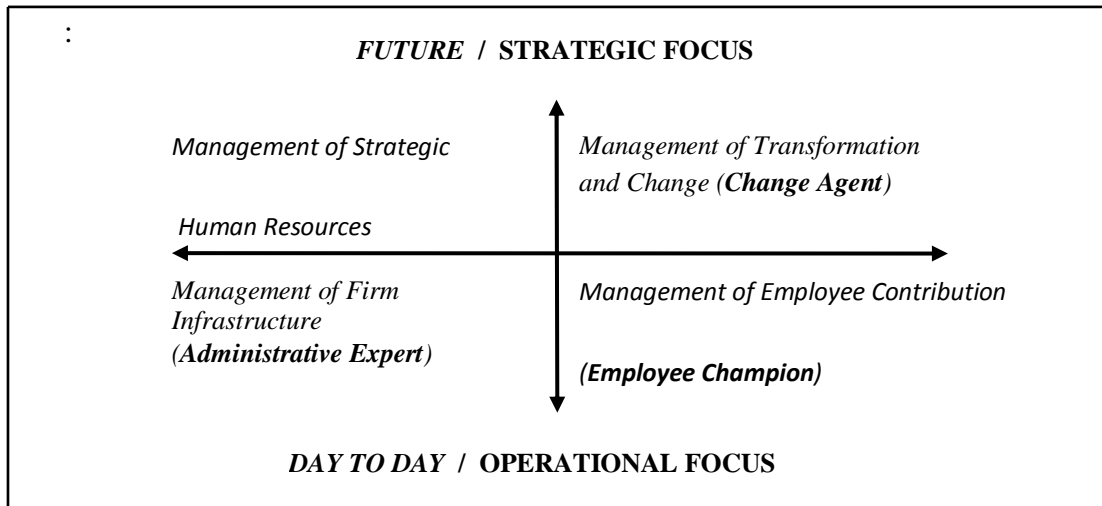 :
FUTURE / STRATEGIC FOCUS
Management of Strategic
Human Resources
Management of Transformation
and Change (Change Agent)
Management of Firm
Infrastructure
(Administrative Expert)
Management of Employee Contribution
(Employee Champion)
DAY TO DAY / OPERATIONAL FOCUS